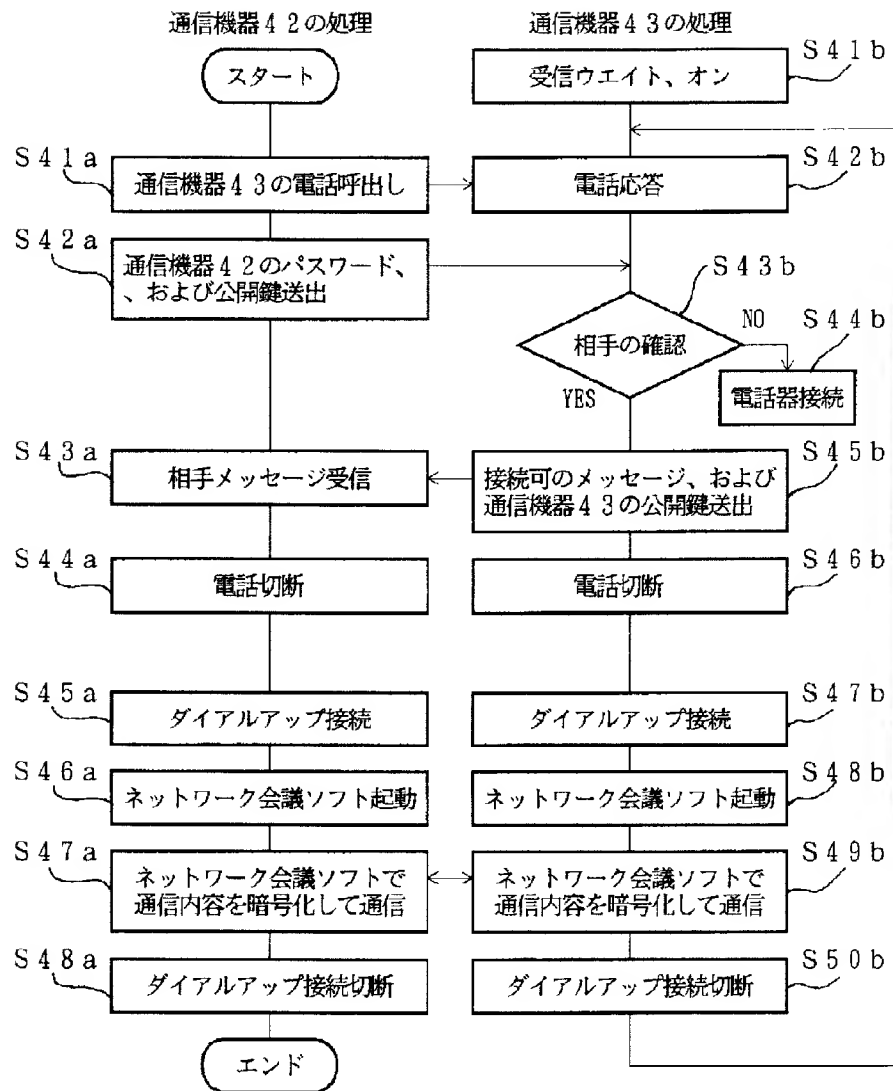 通信機器42の処理
通信機器43の処理
スタート
S41b
受信ウエイト、オン
S41a
通信機器43の電話呼出し
S42b
電話応答
S42a
通信機器42のパスワード、
、および公開鍵送出
S43b
相手の確認
NO
YES
S44b
電話器接続
S43a
相手メッセージ受信
S45b
接続可のメッセージ、および
通信機器43の公開鍵送出
S44a
電話切断
S46b
電話切断
S45a
ダイアルアップ接続
S47b
ダイアルアップ接続
S46a
ネットワーク会議ソフト起動
S48b
ネットワーク会議ソフト起動
S47a
ネットワーク会議ソフトで
通信内容を暗号化して通信
S49b
ネットワーク会議ソフトで
通信内容を暗号化して通信
S48a
ダイアルアップ接続切断
S50b
ダイアルアップ接続切断
エンド